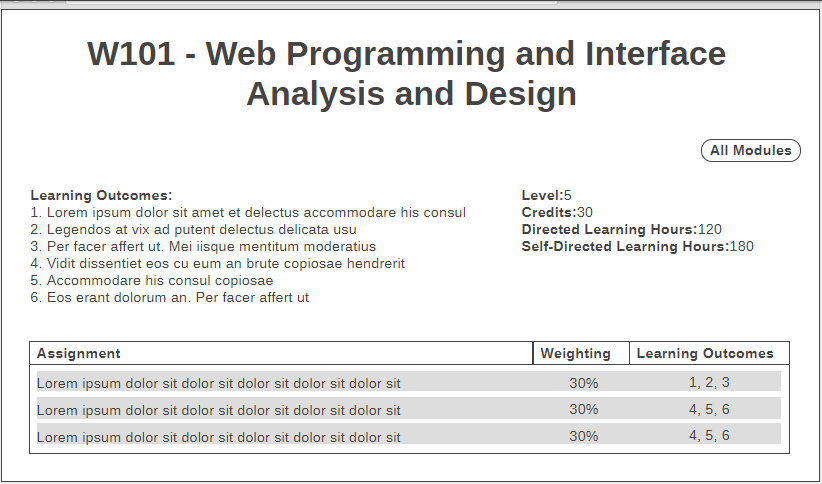 W101 - Web Programming and Interface
Analysis and Design
All Modules
Learning Outcomes:
1. Lorem ipsum dolor sit amet et delectus accommodare his consul
2. Legendos at vix ad putent delectus delicata usu
3. Per facer affert ut. Mei iisque mentitum moderatius
4. Vidit dissentiet eos cu eum an brute copiosae hendrerit
5. Accommodare his consul copiosae
6. Eos erant dolorum an. Per facer affert ut
Level:5
Credits:30
Directed Learning Hours:120
Self-Directed Learning Hours:180
Assignment Weighting Learning Outcomes
Lorem ipsum dolor sit dolor sit dolor sit dolor sit dolor sit 30% 1, 2, 3
Lorem ipsum dolor sit dolor sit dolor sit dolor sit dolor sit 30% 4, 5, 6
Lorem ipsum dolor sit dolor sit dolor sit dolor sit dolor sit 30% 4, 5, 6